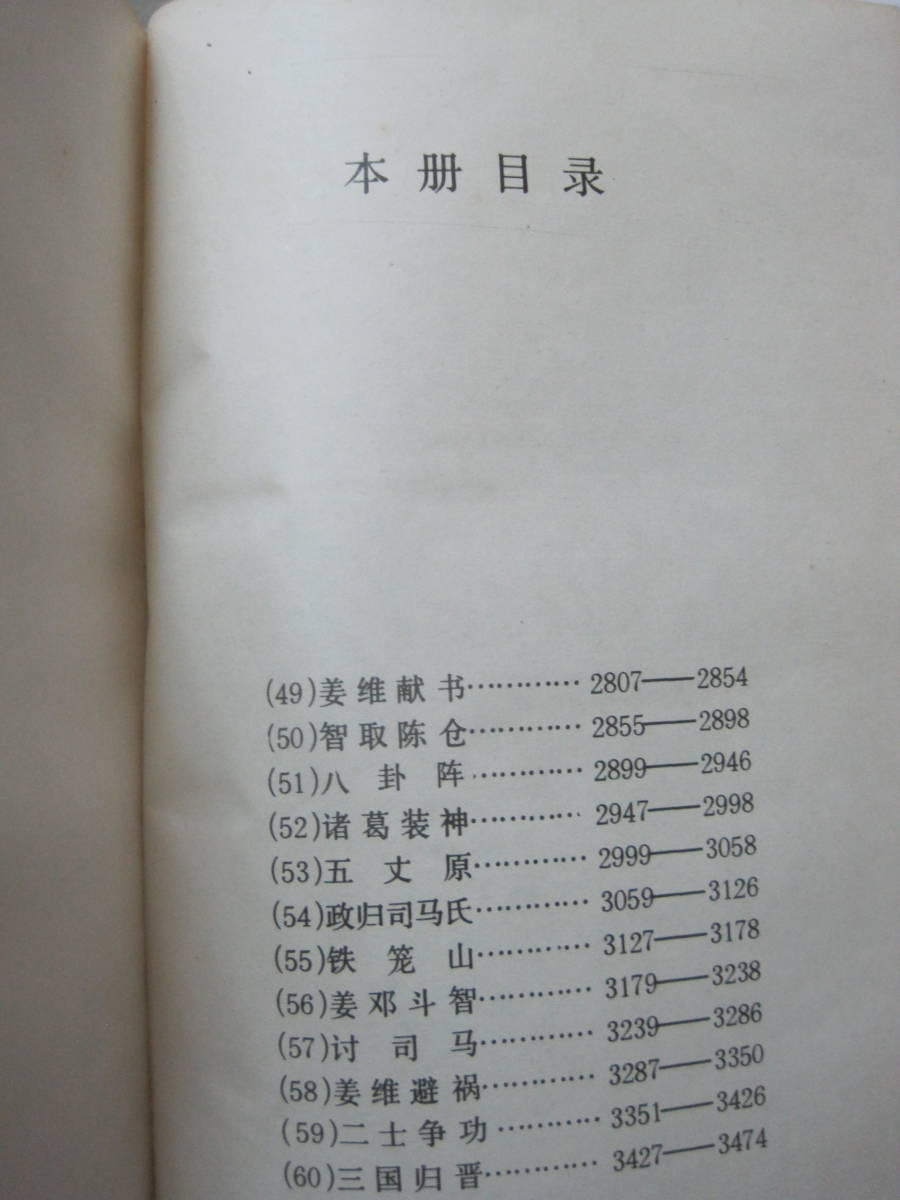 本册目录
(49)姜维献书············2807——2854
(50)智取陈仓············2855——2898
(51)八卦阵············2899——2946
(52)诸葛装神············2947——2998
(53)五丈原············2999——3058
(54)政归司马氏············3059——3126
(55)铁笼山············3127——3178
(56)姜邓斗智············3179——3238
(57)讨司马············3239——3286
(58)姜维避祸············3287——3350
(59)二士争功············3351——3426
(60)三国归晋············3427——3474